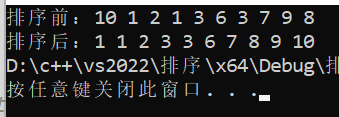 排序前：10 1 2 1 3 6 3 7 9 8
排序后：1 1 2 3 3 6 7 8 9 10
D:\c++\vs2022\排序\x64\Debug\排
按任意键关闭此窗口. . .